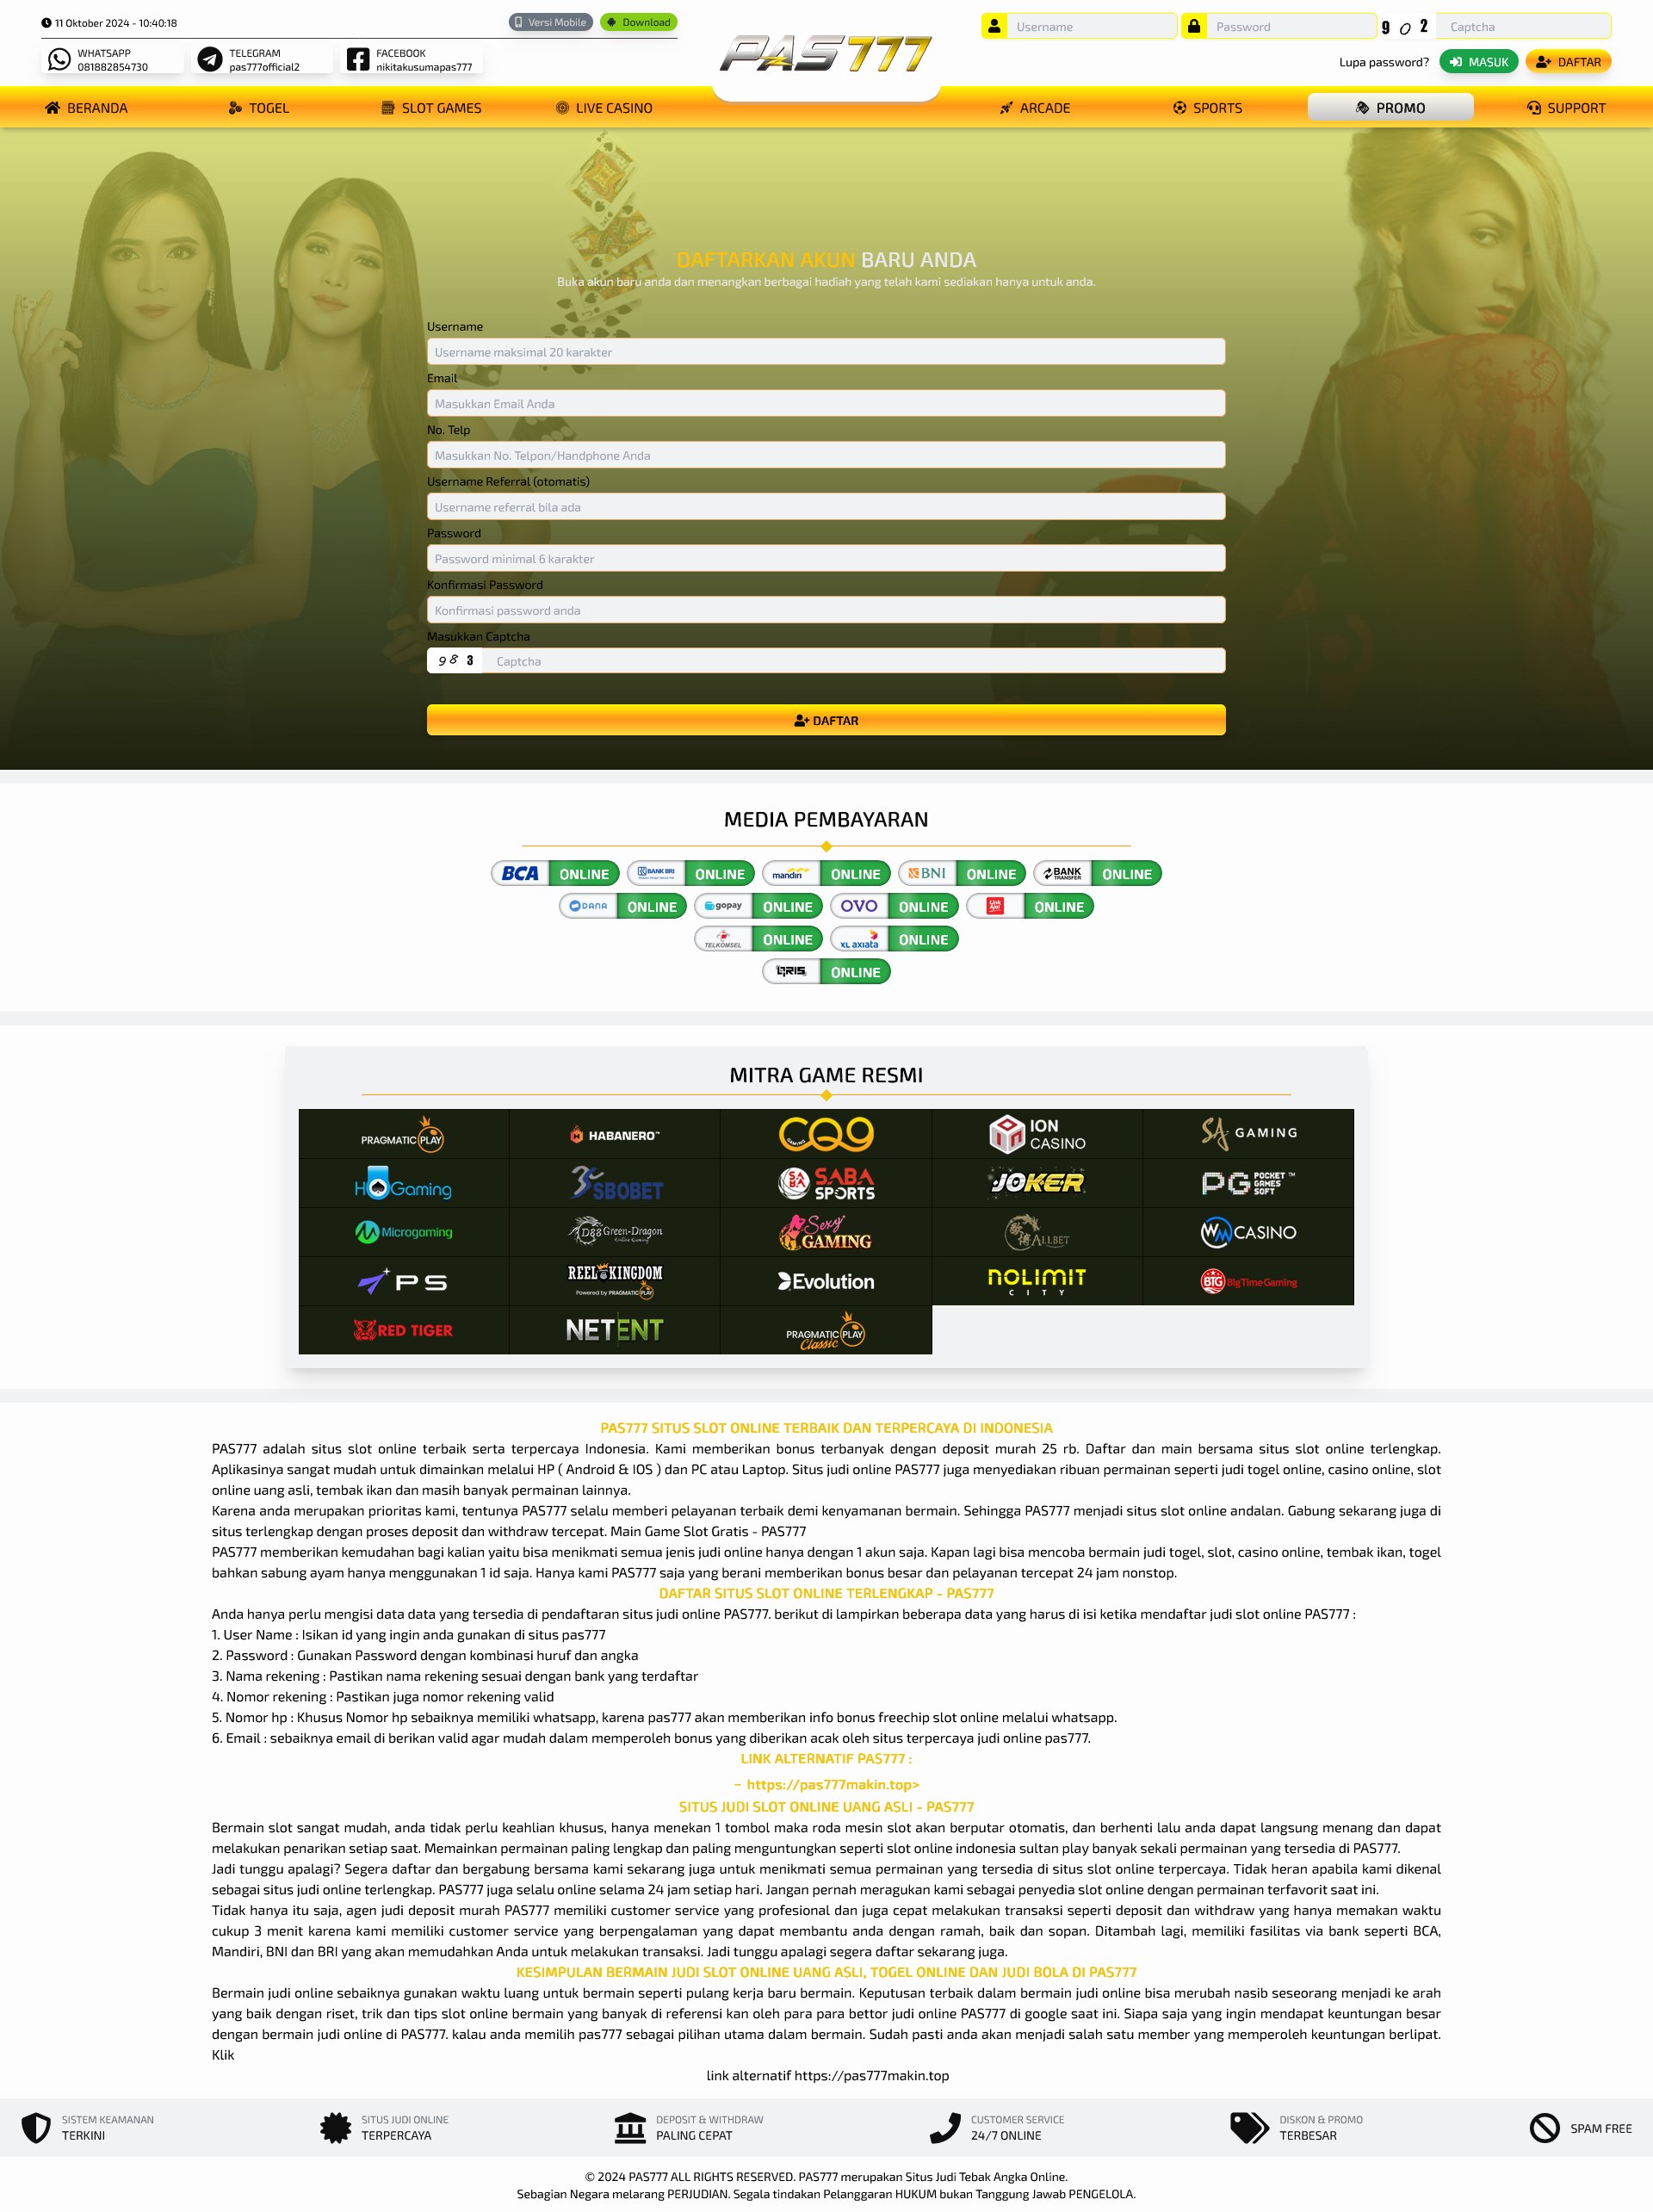 11 Oktober 2024 - 10:40:18
Versi Mobile
Download
WHATSAPP
081882854730
TELEGRAM
pas777official2
FACEBOOK
nikitakusumapas777
PAS777
Username
Password
9 0 2
Captcha
Lupa password?
MASUK
DAFTAR
BERANDA
TOGEL
SLOT GAMES
LIVE CASINO
ARCADE
SPORTS
PROMO
SUPPORT
DAFTARKAN AKUN BARU ANDA
Buka akun baru anda dan menangkan berbagai hadiah yang telah kami sediakan hanya untuk anda.
Username
Username maksimal 20 karakter
Email
Masukkan Email Anda
No. Telp
Masukkan No. Telpon/Handphone Anda
Username Referral (otomatis)
Username referral bila ada
Password
Password minimal 6 karakter
Konfirmasi Password
Konfirmasi password anda
Masukkan Captcha
9 8 3
Captcha
DAFTAR
MEDIA PEMBAYARAN
BCA ONLINE
BANK BRI ONLINE
mandiri ONLINE
BNI ONLINE
BANK TRANSFER ONLINE
DANA ONLINE
gopay ONLINE
OVO ONLINE
LinkAja! ONLINE
TELKOMSEL ONLINE
XL axiata ONLINE
QRIS ONLINE
MITRA GAME RESMI
PRAGMATIC PLAY
HABANERO™
CQ9 GAMING
ION CASINO
SA GAMING
HOGaming
SBOBET
SABA SPORTS
JOKER
PG POCKET GAMES SOFT™
Microgaming
D88 Green-Dragon Online Gaming
Sexy GAMING
ALLBET
WM CASINO
PS
REEL KINGDOM
Powered by PRAGMATIC PLAY
Evolution
NOLIMIT CITY
BTG BigTimeGaming
RED TIGER
NETENT
PRAGMATIC PLAY Classic
PAS777 SITUS SLOT ONLINE TERBAIK DAN TERPERCAYA DI INDONESIA
PAS777 adalah situs slot online terbaik serta terpercaya Indonesia. Kami memberikan bonus terbanyak dengan deposit murah 25 rb. Daftar dan main bersama situs slot online terlengkap.
Aplikasinya sangat mudah untuk dimainkan melalui HP ( Android & IOS ) dan PC atau Laptop. Situs judi online PAS777 juga menyediakan ribuan permainan seperti judi togel online, casino online, slot
online uang asli, tembak ikan dan masih banyak permainan lainnya.
Karena anda merupakan prioritas kami, tentunya PAS777 selalu memberi pelayanan terbaik demi kenyamanan bermain. Sehingga PAS777 menjadi situs slot online andalan. Gabung sekarang juga di
situs terlengkap dengan proses deposit dan withdraw tercepat. Main Game Slot Gratis - PAS777
PAS777 memberikan kemudahan bagi kalian yaitu bisa menikmati semua jenis judi online hanya dengan 1 akun saja. Kapan lagi bisa mencoba bermain judi togel, slot, casino online, tembak ikan, togel
bahkan sabung ayam hanya menggunakan 1 id saja. Hanya kami PAS777 saja yang berani memberikan bonus besar dan pelayanan tercepat 24 jam nonstop.
DAFTAR SITUS SLOT ONLINE TERLENGKAP - PAS777
Anda hanya perlu mengisi data data yang tersedia di pendaftaran situs judi online PAS777. berikut di lampirkan beberapa data yang harus di isi ketika mendaftar judi slot online PAS777 :
1. User Name : Isikan id yang ingin anda gunakan di situs pas777
2. Password : Gunakan Password dengan kombinasi huruf dan angka
3. Nama rekening : Pastikan nama rekening sesuai dengan bank yang terdaftar
4. Nomor rekening : Pastikan juga nomor rekening valid
5. Nomor hp : Khusus Nomor hp sebaiknya memiliki whatsapp, karena pas777 akan memberikan info bonus freechip slot online melalui whatsapp.
6. Email : sebaiknya email di berikan valid agar mudah dalam memperoleh bonus yang diberikan acak oleh situs terpercaya judi online pas777.
LINK ALTERNATIF PAS777 :
– https://pas777makin.top>
SITUS JUDI SLOT ONLINE UANG ASLI - PAS777
Bermain slot sangat mudah, anda tidak perlu keahlian khusus, hanya menekan 1 tombol maka roda mesin slot akan berputar otomatis, dan berhenti lalu anda dapat langsung menang dan dapat
melakukan penarikan setiap saat. Memainkan permainan paling lengkap dan paling menguntungkan seperti slot online indonesia sultan play banyak sekali permainan yang tersedia di PAS777.
Jadi tunggu apalagi? Segera daftar dan bergabung bersama kami sekarang juga untuk menikmati semua permainan yang tersedia di situs slot online terpercaya. Tidak heran apabila kami dikenal
sebagai situs judi online terlengkap. PAS777 juga selalu online selama 24 jam setiap hari. Jangan pernah meragukan kami sebagai penyedia slot online dengan permainan terfavorit saat ini.
Tidak hanya itu saja, agen judi deposit murah PAS777 memiliki customer service yang profesional dan juga cepat melakukan transaksi seperti deposit dan withdraw yang hanya memakan waktu
cukup 3 menit karena kami memiliki customer service yang berpengalaman yang dapat membantu anda dengan ramah, baik dan sopan. Ditambah lagi, memiliki fasilitas via bank seperti BCA,
Mandiri, BNI dan BRI yang akan memudahkan Anda untuk melakukan transaksi. Jadi tunggu apalagi segera daftar sekarang juga.
KESIMPULAN BERMAIN JUDI SLOT ONLINE UANG ASLI, TOGEL ONLINE DAN JUDI BOLA DI PAS777
Bermain judi online sebaiknya gunakan waktu luang untuk bermain seperti pulang kerja baru bermain. Keputusan terbaik dalam bermain judi online bisa merubah nasib seseorang menjadi ke arah
yang baik dengan riset, trik dan tips slot online bermain yang banyak di referensi kan oleh para para bettor judi online PAS777 di google saat ini. Siapa saja yang ingin mendapat keuntungan besar
dengan bermain judi online di PAS777. kalau anda memilih pas777 sebagai pilihan utama dalam bermain. Sudah pasti anda akan menjadi salah satu member yang memperoleh keuntungan berlipat.
Klik
link alternatif https://pas777makin.top
SISTEM KEAMANAN
TERKINI
SITUS JUDI ONLINE
TERPERCAYA
DEPOSIT & WITHDRAW
PALING CEPAT
CUSTOMER SERVICE
24/7 ONLINE
DISKON & PROMO
TERBESAR
SPAM FREE
© 2024 PAS777 ALL RIGHTS RESERVED. PAS777 merupakan Situs Judi Tebak Angka Online.
Sebagian Negara melarang PERJUDIAN. Segala tindakan Pelanggaran HUKUM bukan Tanggung Jawab PENGELOLA.